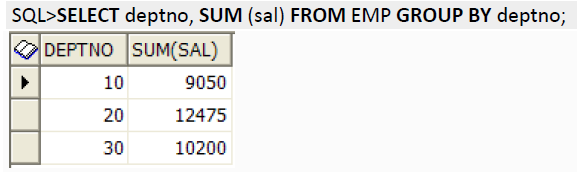 SQL>SELECT deptno, SUM (sal) FROM EMP GROUP BY deptno;
DEPTNO SUM(SAL)
10 9050
20 12475
30 10200